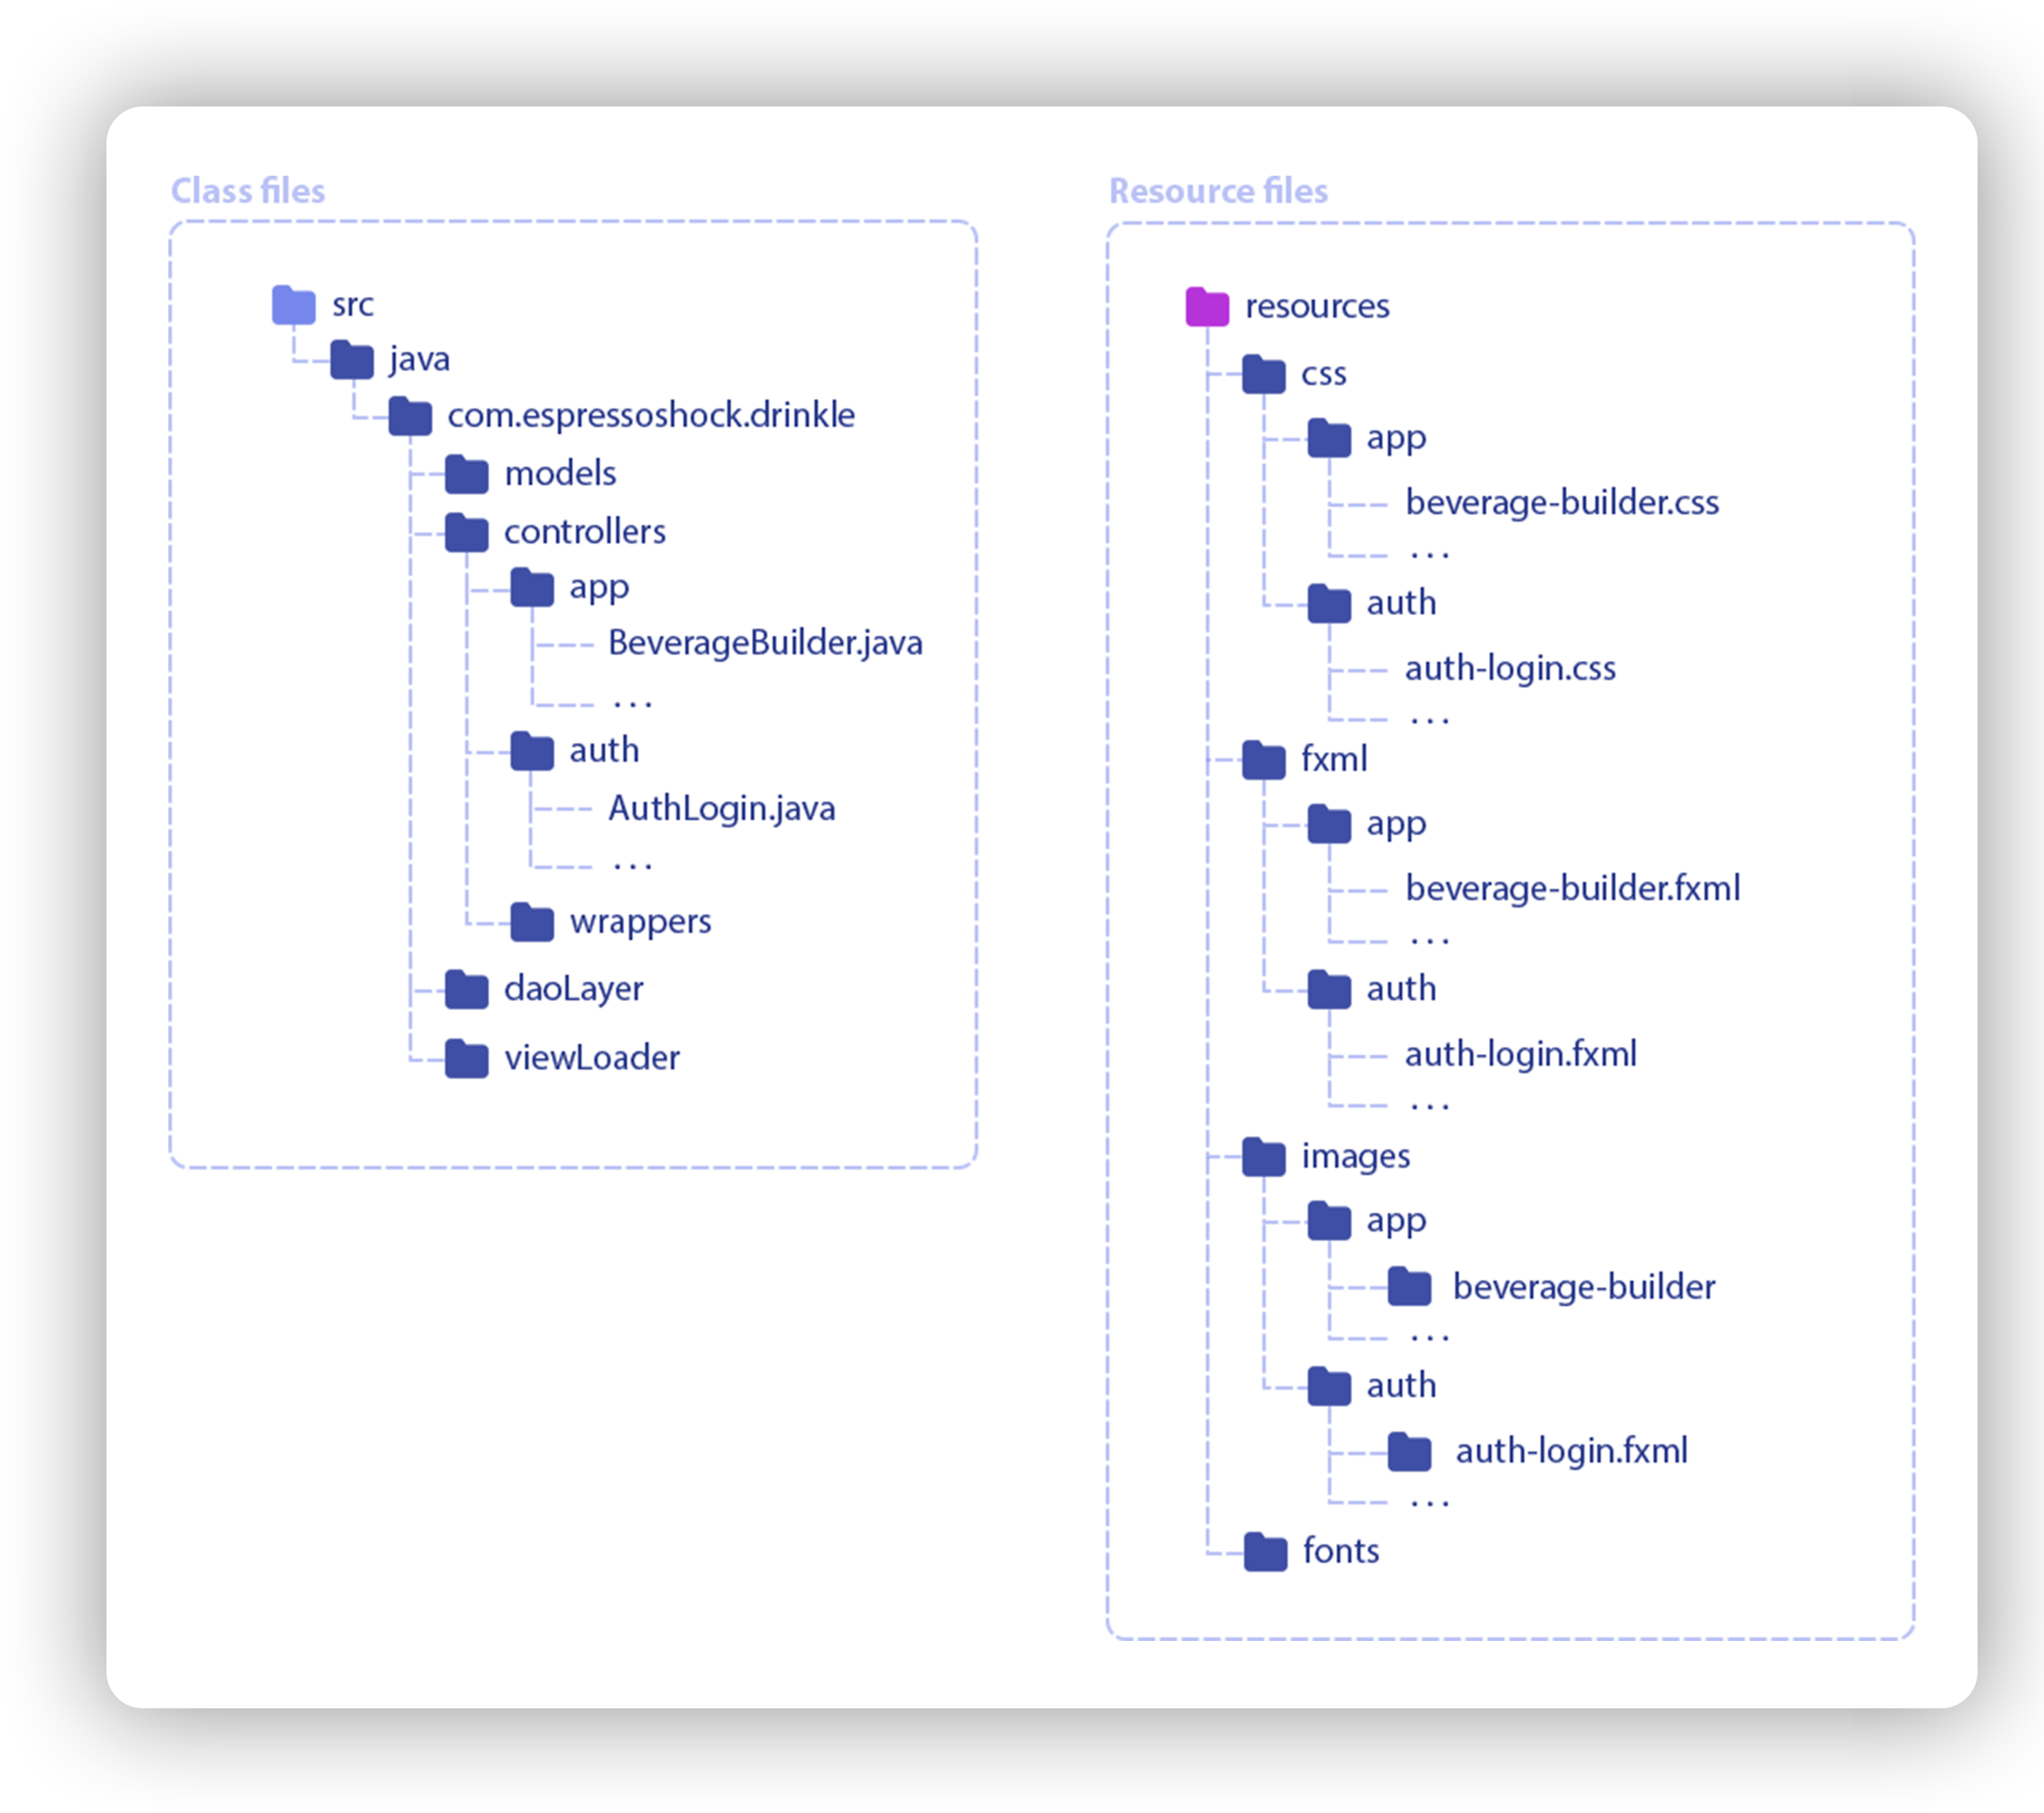 Class files
src
java
com.espressoshock.drinkle
models
controllers
app
BeverageBuilder.java
...
auth
AuthLogin.java
...
wrappers
daoLayer
viewLoader
Resource files
resources
css
app
beverage-builder.css
...
auth
auth-login.css
...
fxml
app
beverage-builder.fxml
...
auth
auth-login.fxml
...
images
app
beverage-builder
...
auth
auth-login.fxml
...
fonts